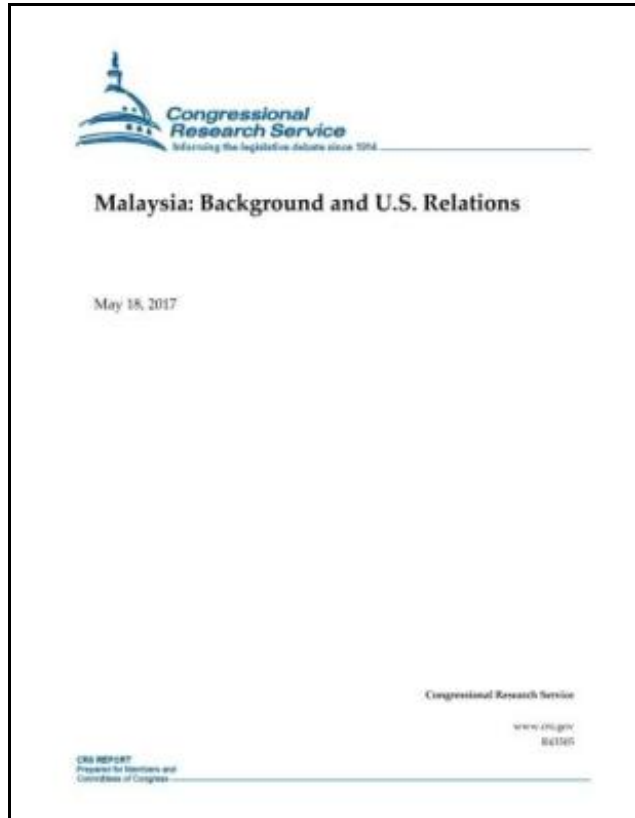 Congressional
Research Service
Informing the legislative debate since 1914
Malaysia: Background and U.S. Relations
May 18, 2017
Congressional Research Service
www.crs.gov
R43505
CRS REPORT
Prepared for Members and
Committees of Congress